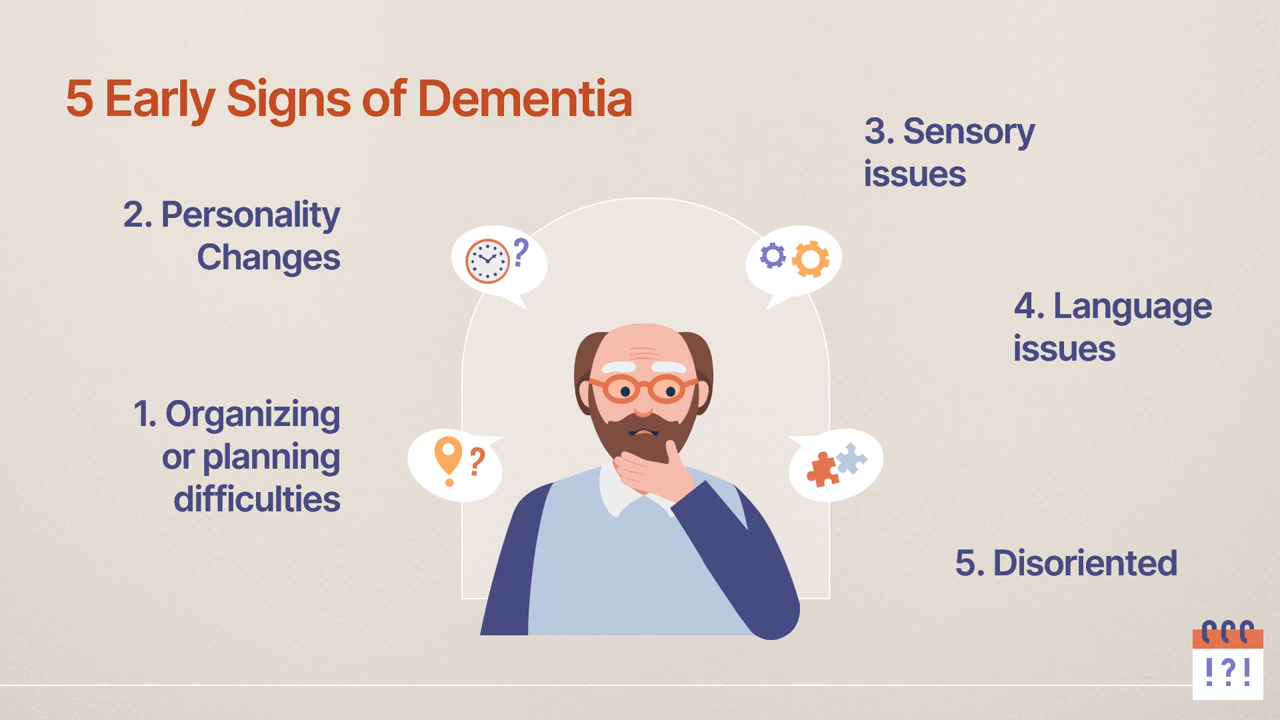 5 Early Signs of Dementia
1. Organizing
or planning
difficulties
2. Personality
Changes
3. Sensory
issues
4. Language
issues
5. Disoriented
?
?
!?!